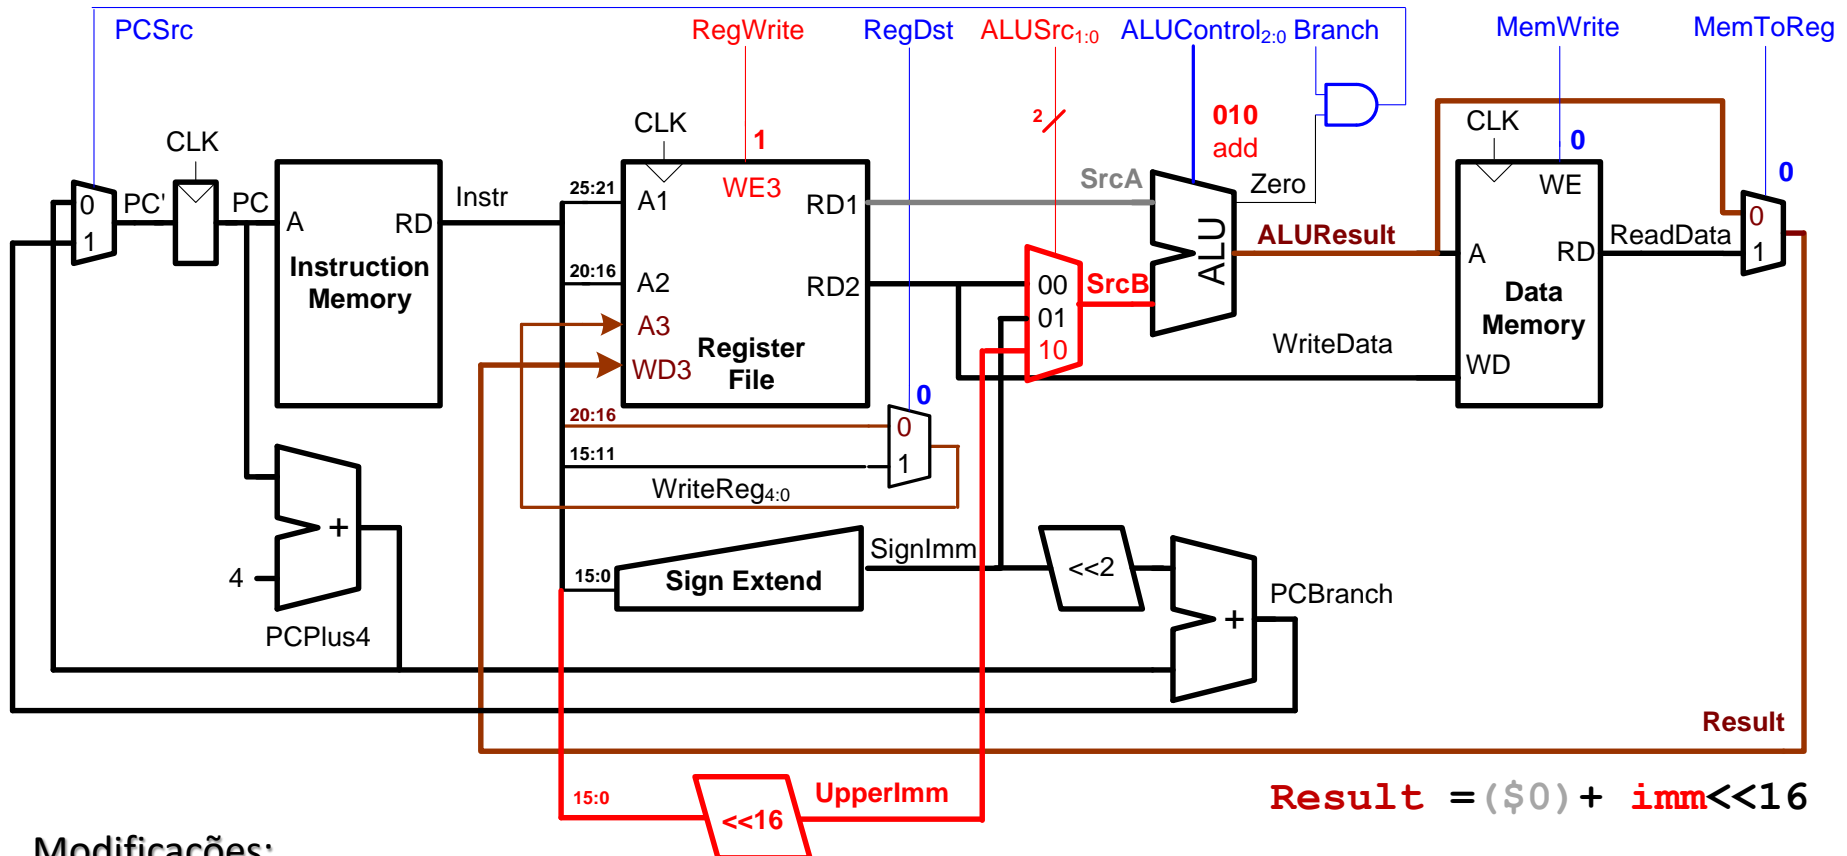 PCSrc
RegWrite
RegDst
ALUSrc1:0
ALUControl2:0 Branch
MemWrite
MemToReg
2
010
add
CLK
CLK
1
CLK
0
0
0
1
PC'
PC
A
RD
Instruction
Memory
Instr
25:21
A1
WE3
RD1
20:16
A2
RD2
A3
WD3
Register
File
SrcA
00
01
10
SrcB
ALU
Zero
ALUResult
WE
A
RD
Data
Memory
WD
WriteData
ReadData
0
1
20:16
15:11
0
0
1
WriteReg4:0
+
4
PCPlus4
15:0
Sign Extend
SignImm
<<2
+
PCBranch
Result
15:0
<<16
UpperImm
Result =($0)+ imm<<16
Modificações: